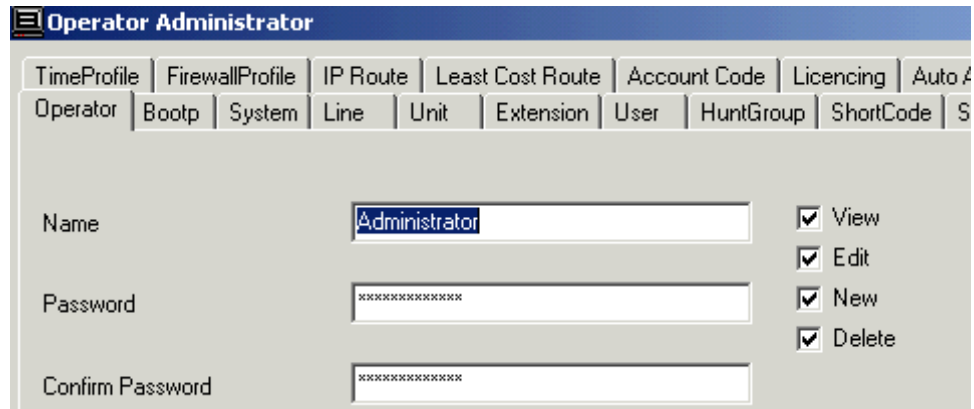 Operator Administrator
TimeProfile FirewallProfile IP Route Least Cost Route Account Code Licencing Auto A
Operator Bootp System Line Unit Extension User HuntGroup ShortCode S
Name Administrator View
Edit
Password ************* New
Delete
Confirm Password *************